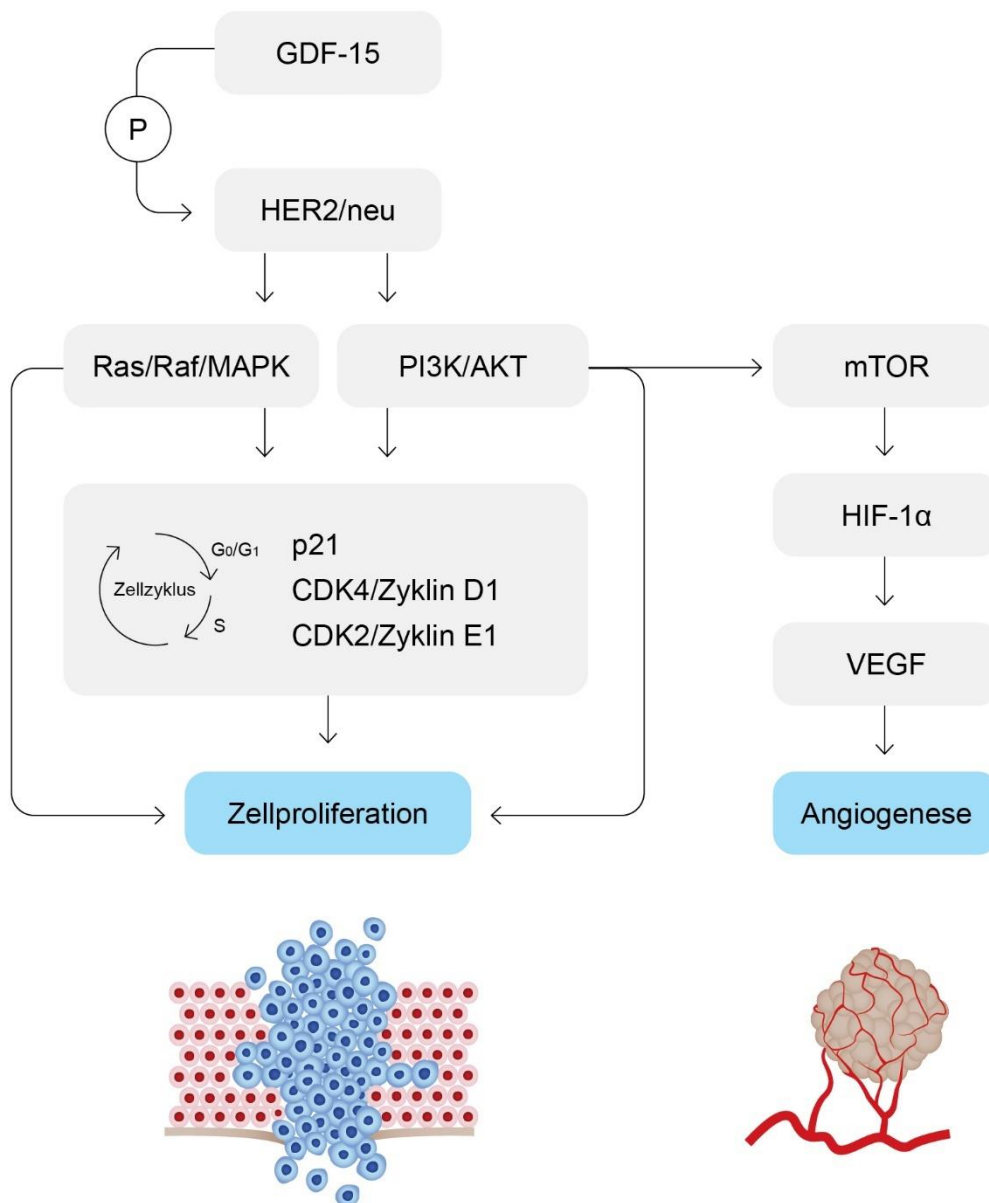 GDF-15
P
HER2/neu
Ras/Raf/MAPK
PI3K/AKT
mTOR
G0/G1
Zellzyklus
S
p21
CDK4/Zyklin D1
CDK2/Zyklin E1
HIF-1α
VEGF
Zellproliferation
Angiogenese